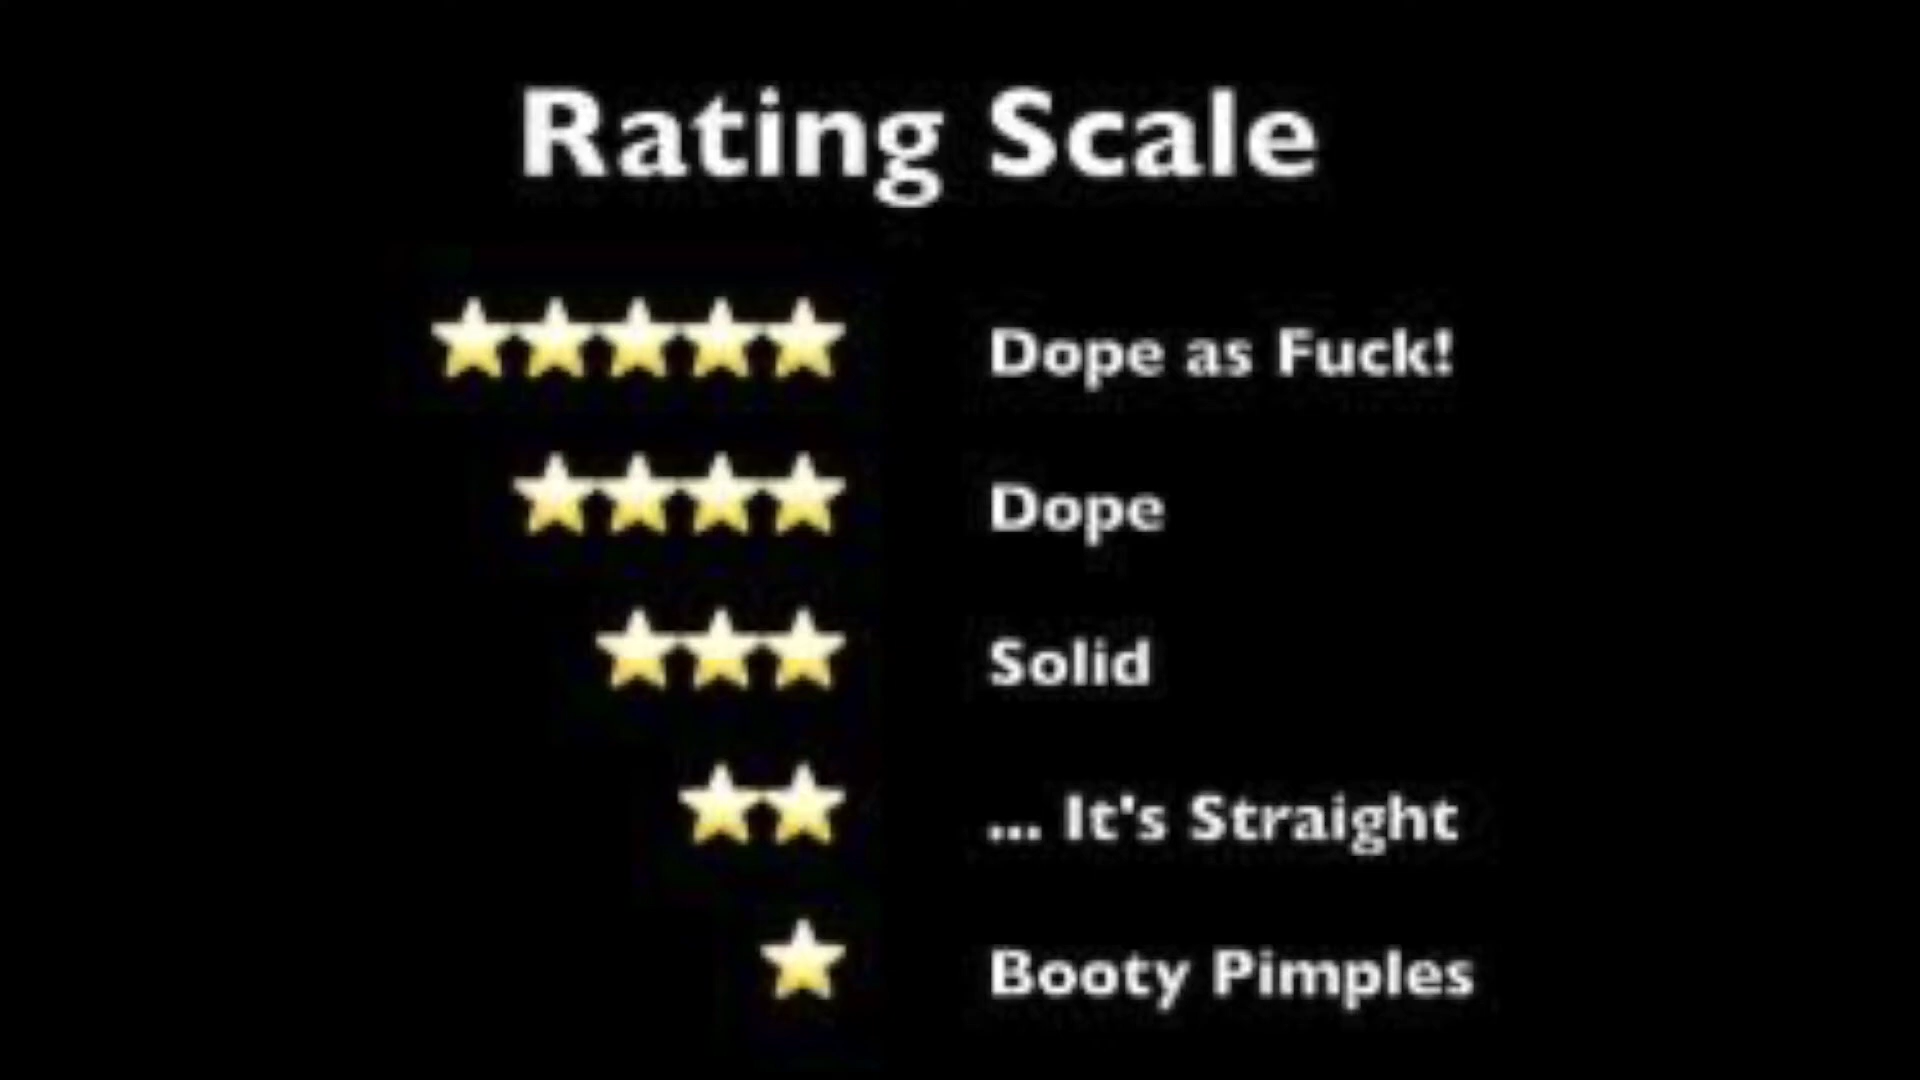 Rating Scale
Dope as Fuck!
Dope
Solid
... It's Straight
Booty Pimples